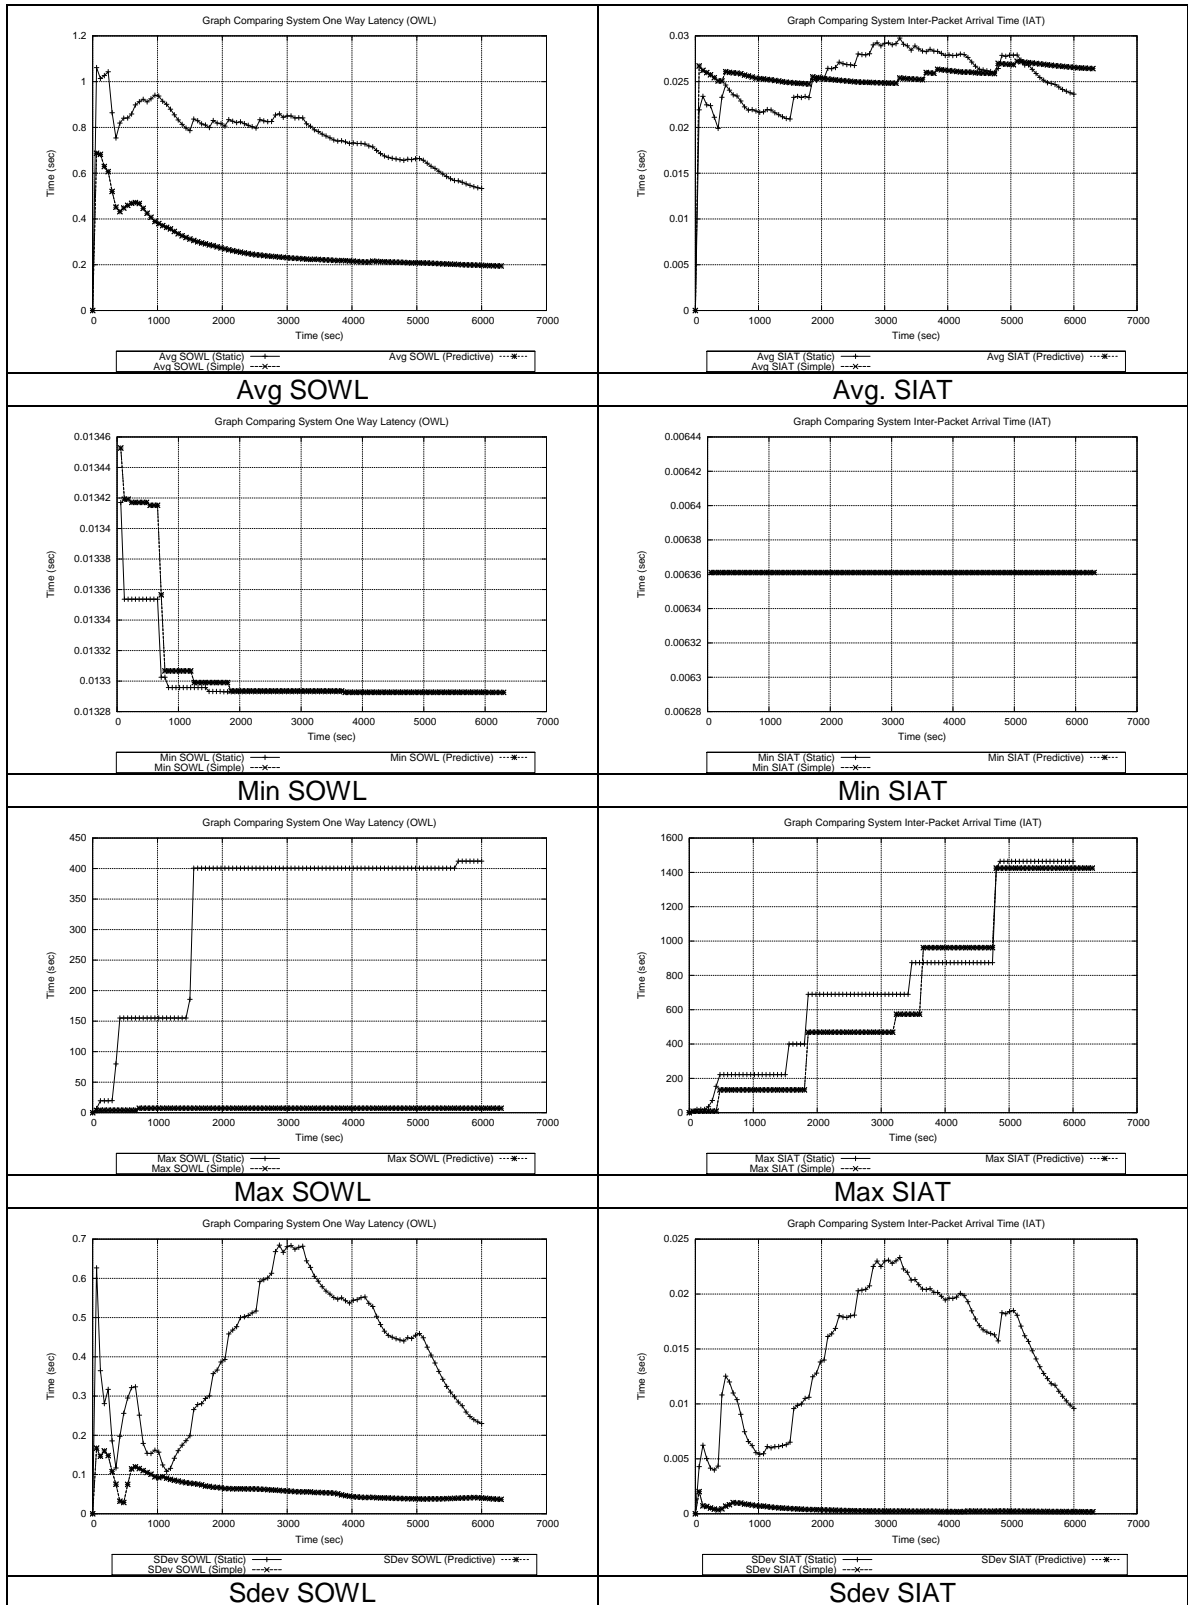 Graph Comparing System One Way Latency (OWL)
1.2
1
0.8
0.6
0.4
0.2
0
Time (sec)
0 1000 2000 3000 4000 5000 6000 7000
Time (sec)
Avg SOWL (Static)
Avg SOWL (Simple)
Avg SOWL (Predictive)
Avg SOWL
Graph Comparing System Inter-Packet Arrival Time (IAT)
0.03
0.025
0.02
0.015
0.01
0.005
0
Time (sec)
0 1000 2000 3000 4000 5000 6000 7000
Time (sec)
Avg SIAT (Static)
Avg SIAT (Simple)
Avg SIAT (Predictive)
Avg. SIAT
Graph Comparing System One Way Latency (OWL)
0.01346
0.01344
0.01342
0.0134
0.01338
0.01336
0.01334
0.01332
0.0133
0.01328
Time (sec)
0 1000 2000 3000 4000 5000 6000 7000
Time (sec)
Min SOWL (Static)
Min SOWL (Simple)
Min SOWL (Predictive)
Min SOWL
Graph Comparing System Inter-Packet Arrival Time (IAT)
0.00644
0.00642
0.0064
0.00638
0.00636
0.00634
0.00632
0.0063
0.00628
Time (sec)
0 1000 2000 3000 4000 5000 6000 7000
Time (sec)
Min SIAT (Static)
Min SIAT (Simple)
Min SIAT (Predictive)
Min SIAT
Graph Comparing System One Way Latency (OWL)
450
400
350
300
250
200
150
100
50
0
Time (sec)
0 1000 2000 3000 4000 5000 6000 7000
Time (sec)
Max SOWL (Static)
Max SOWL (Simple)
Max SOWL (Predictive)
Max SOWL
Graph Comparing System Inter-Packet Arrival Time (IAT)
1600
1400
1200
1000
800
600
400
200
0
Time (sec)
0 1000 2000 3000 4000 5000 6000 7000
Time (sec)
Max SIAT (Static)
Max SIAT (Simple)
Max SIAT (Predictive)
Max SIAT
Graph Comparing System One Way Latency (OWL)
0.7
0.6
0.5
0.4
0.3
0.2
0.1
0
Time (sec)
0 1000 2000 3000 4000 5000 6000 7000
Time (sec)
SDev SOWL (Static)
SDev SOWL (Simple)
SDev SOWL (Predictive)
Sdev SOWL
Graph Comparing System Inter-Packet Arrival Time (IAT)
0.025
0.02
0.015
0.01
0.005
0
Time (sec)
0 1000 2000 3000 4000 5000 6000 7000
Time (sec)
SDev SIAT (Static)
SDev SIAT (Simple)
SDev SIAT (Predictive)
Sdev SIAT